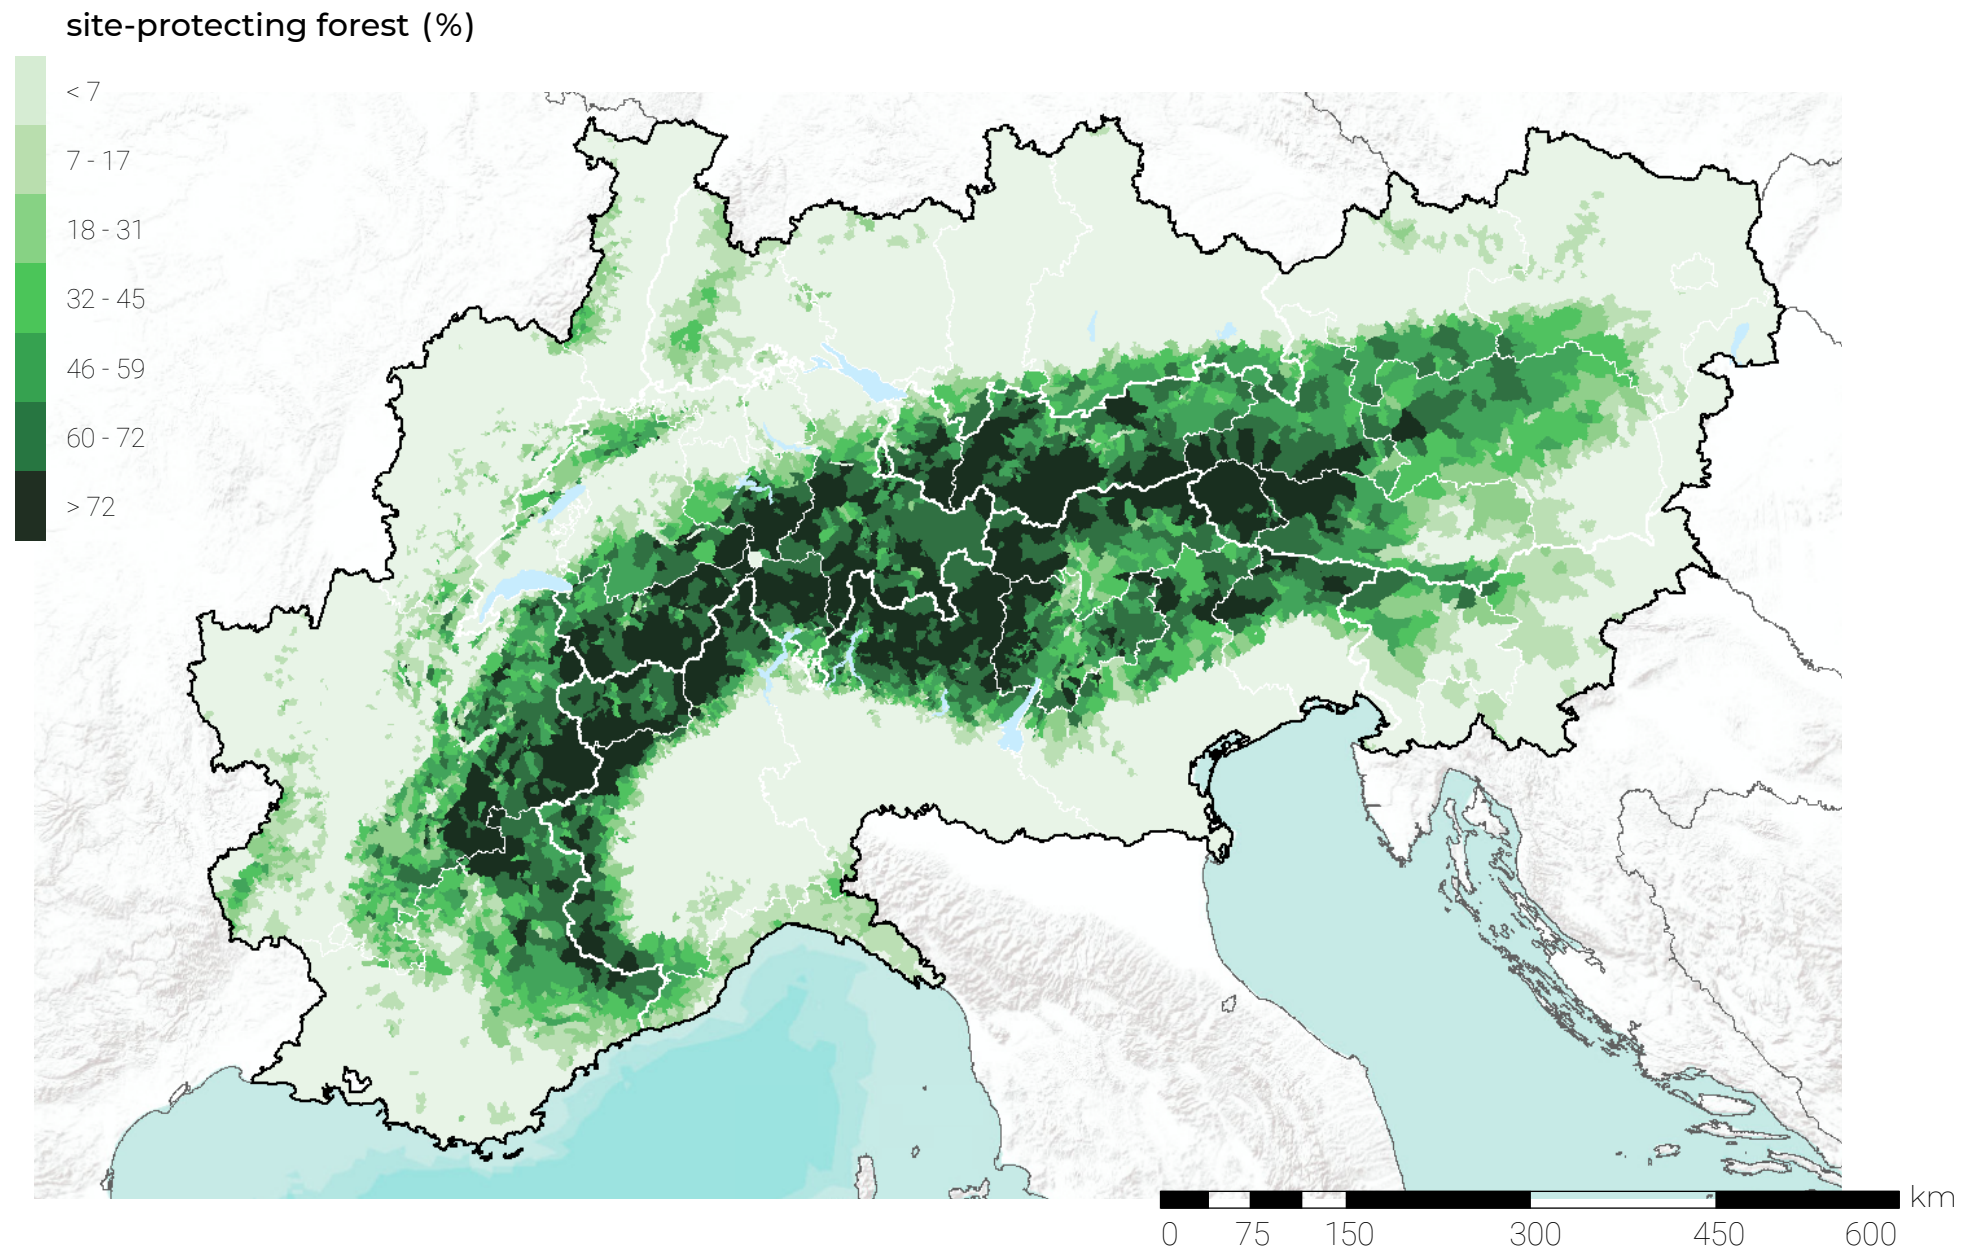 site-protecting forest (%)
< 7
7 - 17
18 - 31
32 - 45
46 - 59
60 - 72
> 72
km
0 75 150 300 450 600